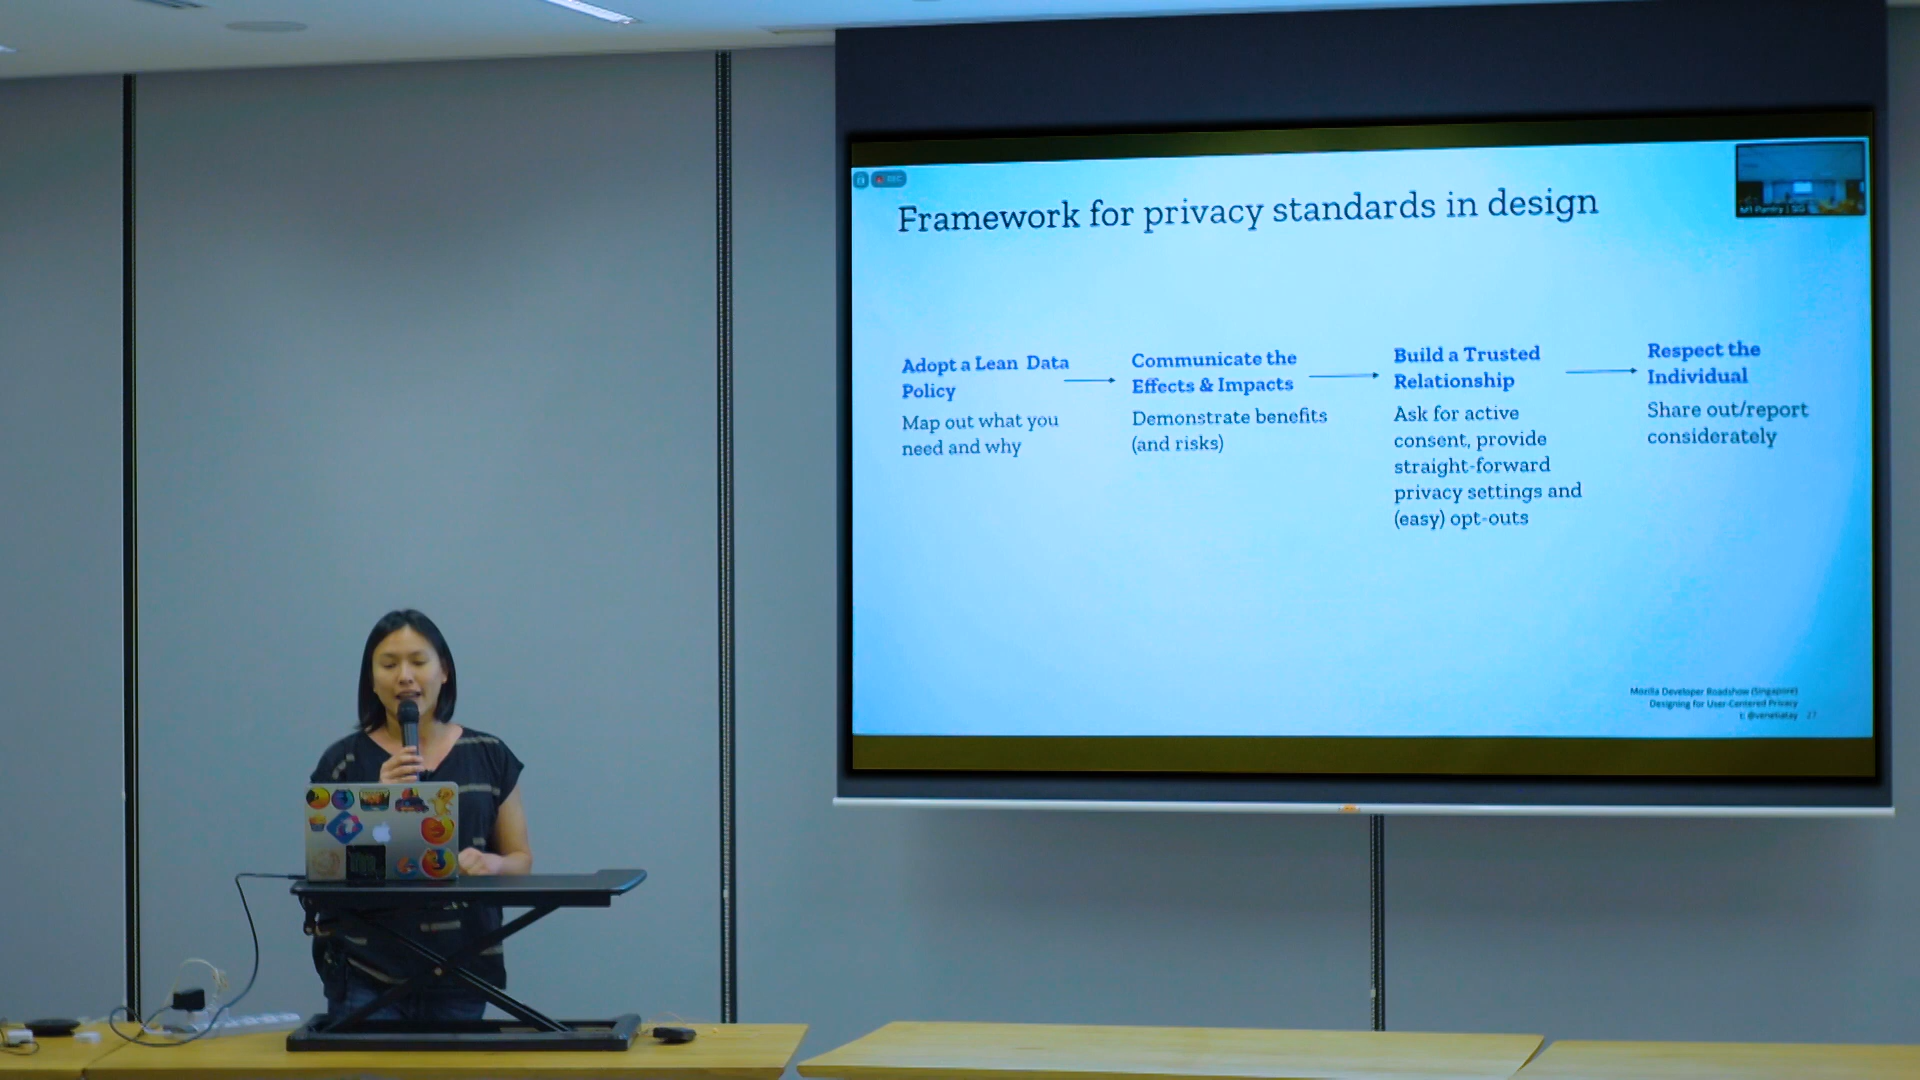 REC
Framework for privacy standards in design
Adopt a Lean Data
Policy
Map out what you
need and why
Communicate the
Effects & Impacts
Demonstrate benefits
(and risks)
Build a Trusted
Relationship
Ask for active
consent, provide
straight-forward
privacy settings and
(easy) opt-outs
Respect the
Individual
Share out/report
considerately
Mozilla Developer Roadshow (Singapore)
Designing for User-Centered Privacy
t: @venetiatay 27